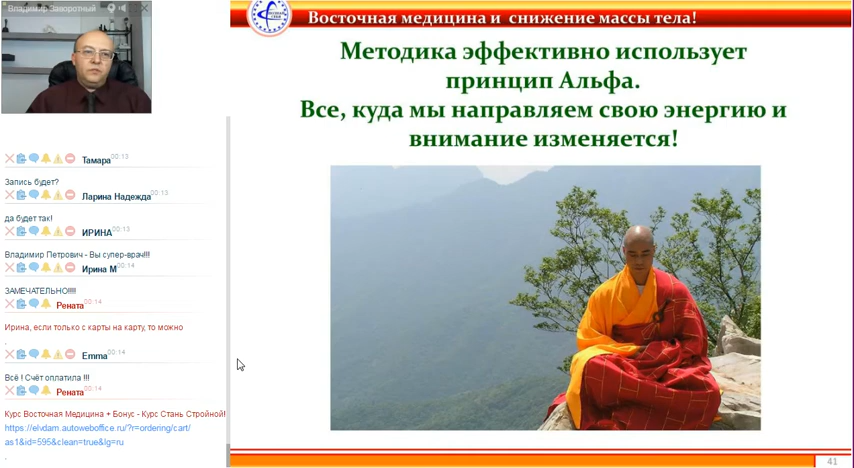 Владимир Заворотный
Тамара 00:13
Запись будет?
Ларина Надежда 00:13
да будет так!
ИРИНА 00:13
Владимир Петрович - Вы супер-врач!!!
Ирина М 00:14
ЗАМЕЧАТЕЛЬНО!!!!
Рената 00:14
Ирина, если только с карты на карту, то можно
.
Emma 00:14
Всё ! Счёт оплатила !!!
Рената 00:14
Курс Восточная Медицина + Бонус - Курс Стань Стройной!
https://elvdam.autoweboffice.ru/?r=ordering/cart/
as1&id=595&clean=true&lg=ru
.
Восточная медицина и снижение массы тела!
Методика эффективно использует
принцип Альфа.
Все, куда мы направляем свою энергию и
внимание изменяется!
41